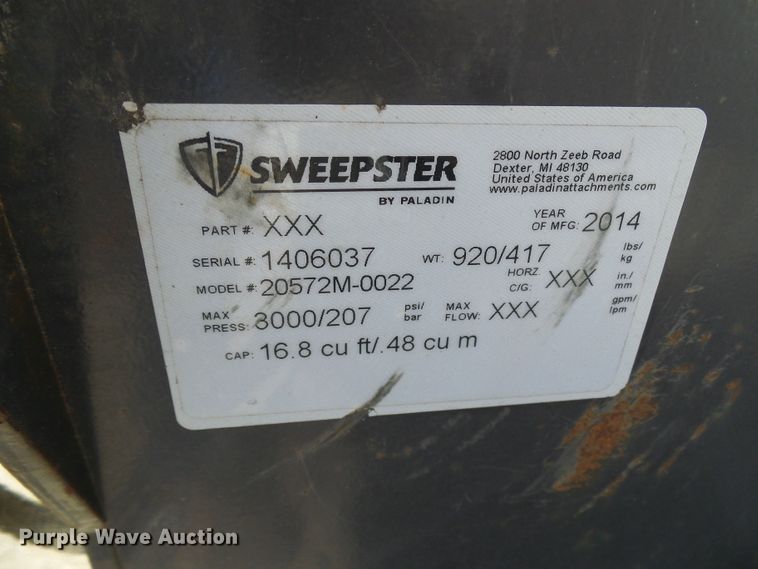 SWEEPSTER
BY PALADIN
2800 North Zeeb Road
Dexter, MI 48130
United States of America
www.paladinattachments.com
PART #: XXX
YEAR OF MFG: 2014
SERIAL #: 1406037
WT: 920/417 lbs/ kg
MODEL #: 20572M-0022
HORZ. C/G: XXX in./ mm
MAX PRESS: 3000/207 psi/ bar
MAX FLOW: XXX gpm/ lpm
CAP: 16.8 cu ft/.48 cu m
Purple Wave Auction